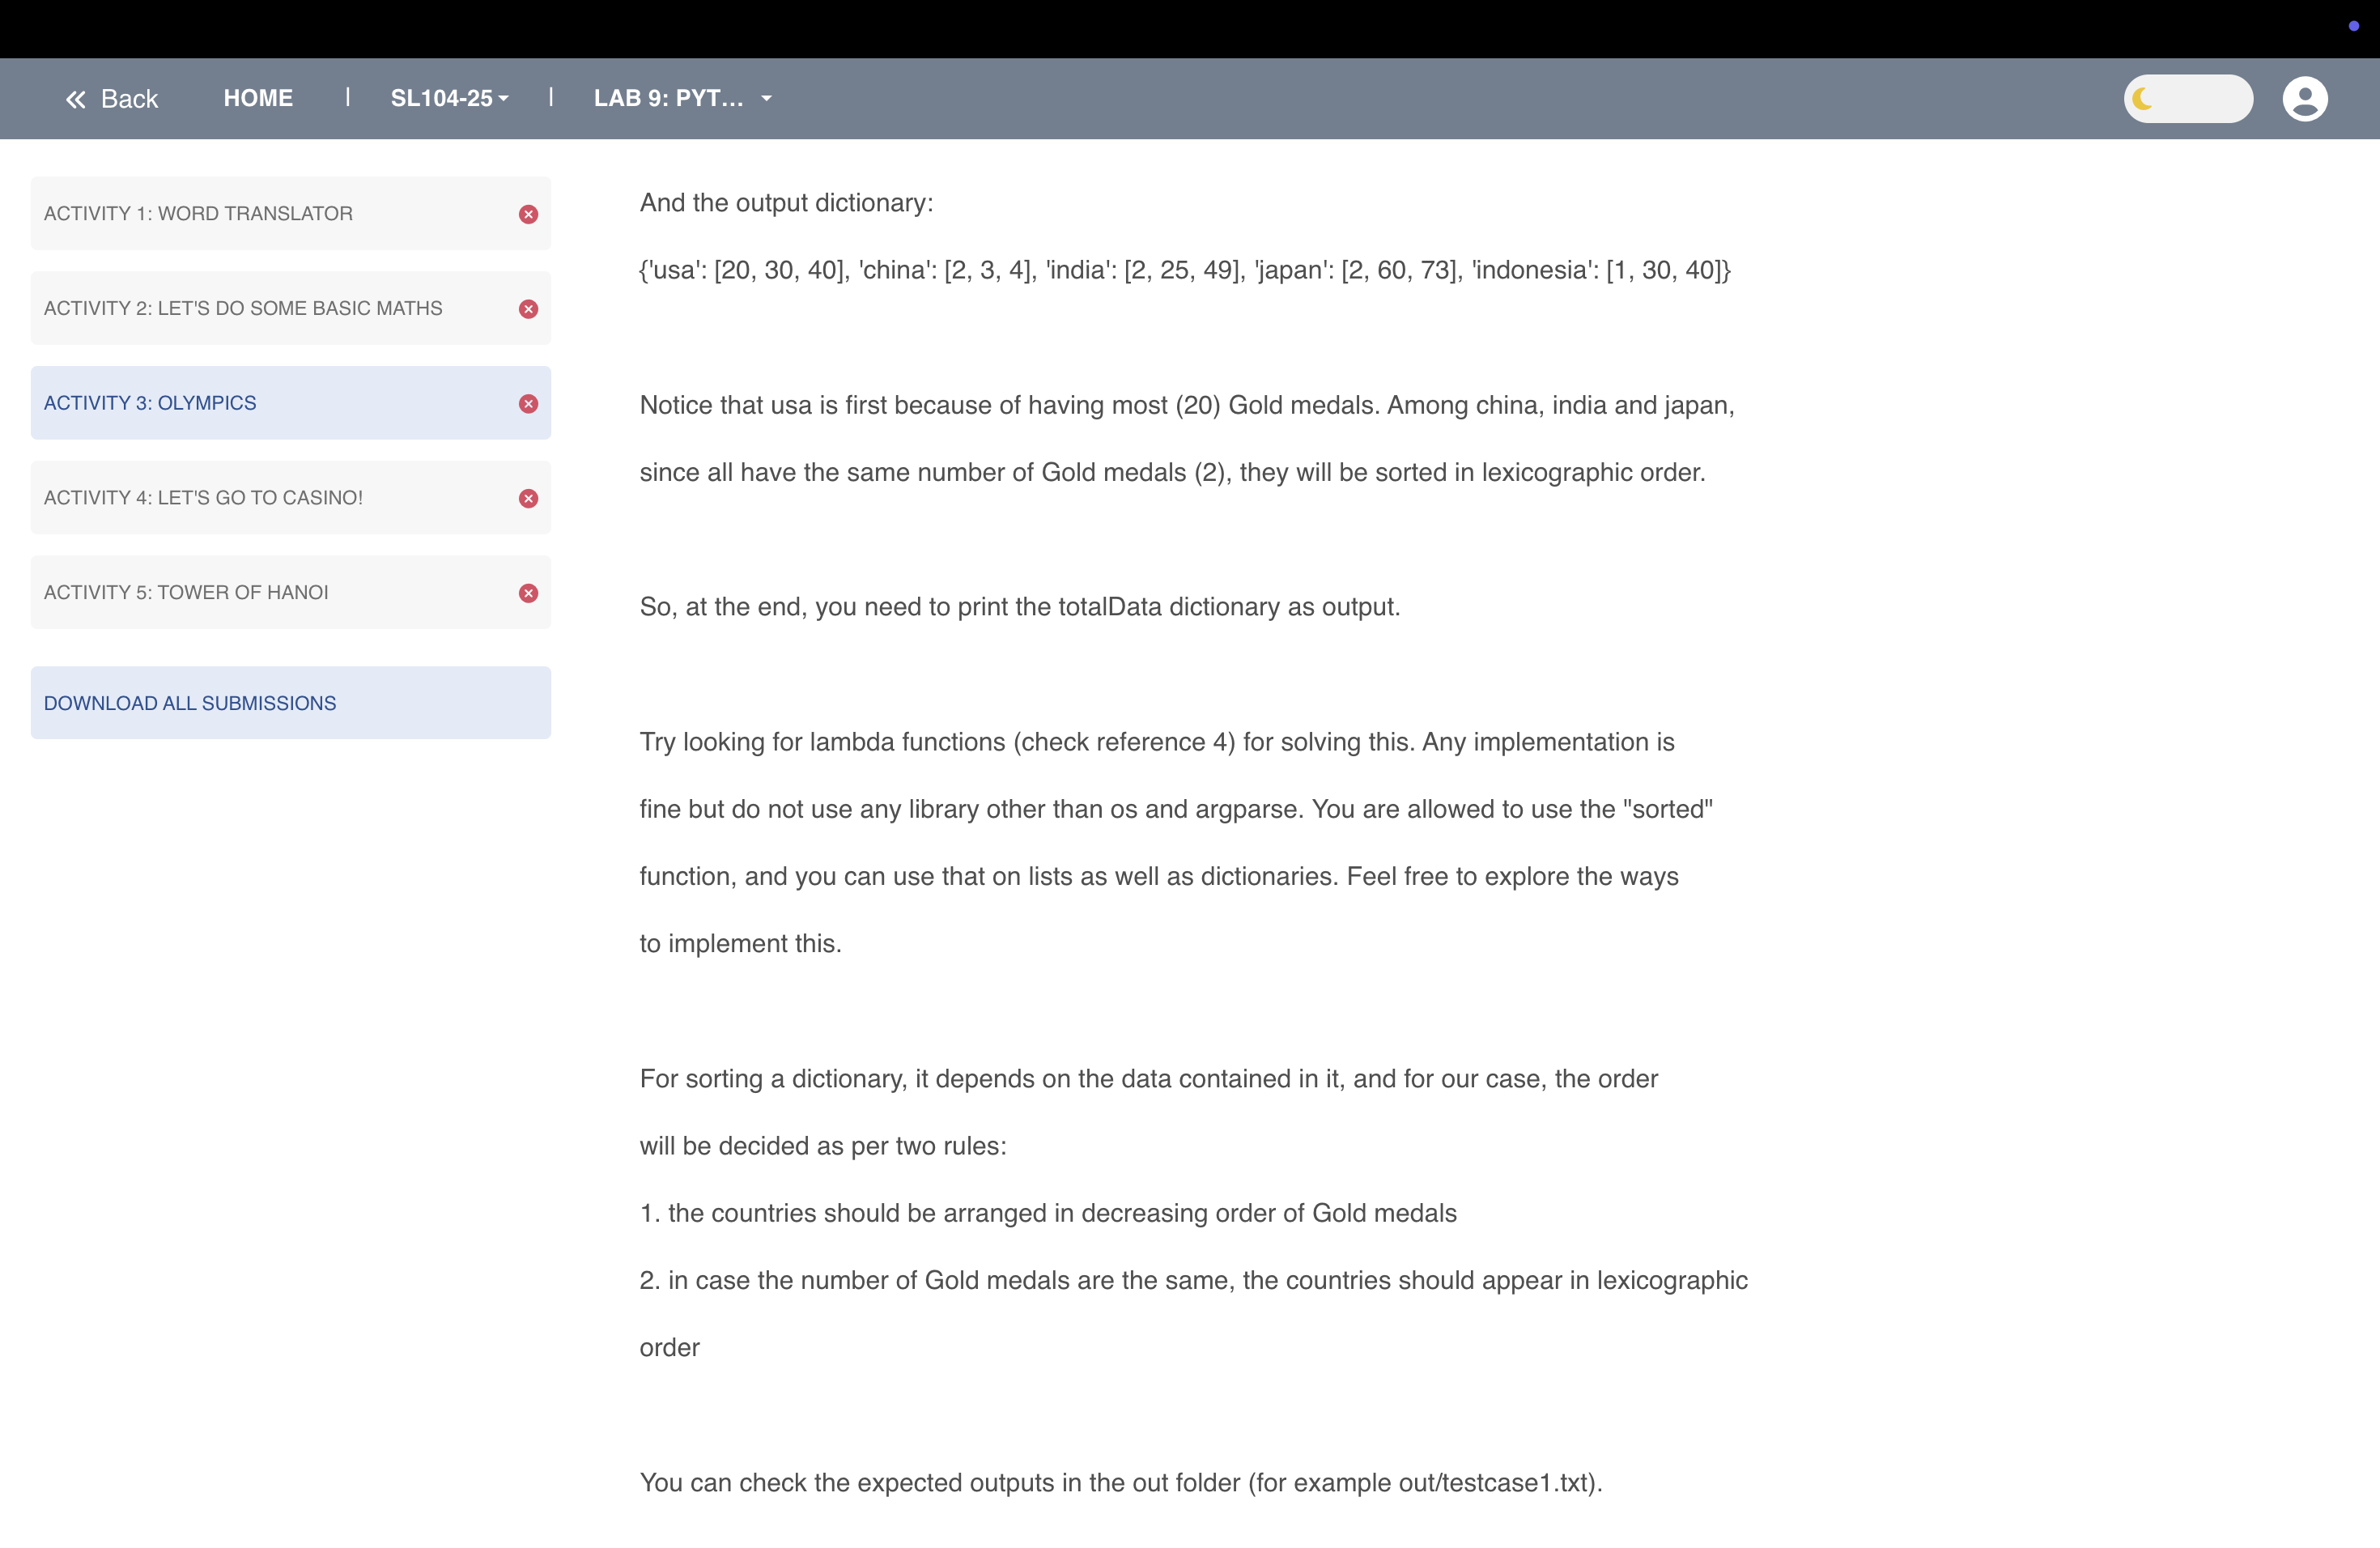 Back
HOME | SL104-25 | LAB 9: PYT...
ACTIVITY 1: WORD TRANSLATOR
ACTIVITY 2: LET'S DO SOME BASIC MATHS
ACTIVITY 3: OLYMPICS
ACTIVITY 4: LET'S GO TO CASINO!
ACTIVITY 5: TOWER OF HANOI
DOWNLOAD ALL SUBMISSIONS
And the output dictionary:
{'usa': [20, 30, 40], 'china': [2, 3, 4], 'india': [2, 25, 49], 'japan': [2, 60, 73], 'indonesia': [1, 30, 40]}
Notice that usa is first because of having most (20) Gold medals. Among china, india and japan,
since all have the same number of Gold medals (2), they will be sorted in lexicographic order.
So, at the end, you need to print the totalData dictionary as output.
Try looking for lambda functions (check reference 4) for solving this. Any implementation is
fine but do not use any library other than os and argparse. You are allowed to use the "sorted"
function, and you can use that on lists as well as dictionaries. Feel free to explore the ways
to implement this.
For sorting a dictionary, it depends on the data contained in it, and for our case, the order
will be decided as per two rules:
1. the countries should be arranged in decreasing order of Gold medals
2. in case the number of Gold medals are the same, the countries should appear in lexicographic
order
You can check the expected outputs in the out folder (for example out/testcase1.txt).